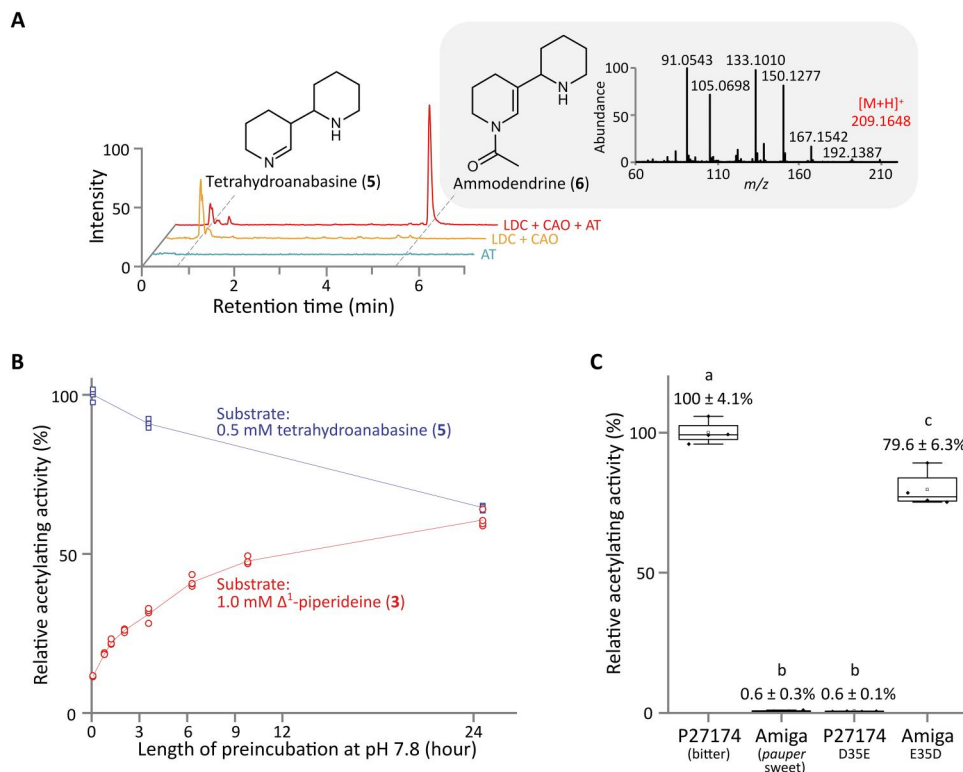 A
Tetrahydroanabasine (5)
N
H
N
100
50
0
Intensity
0
2
4
6
Retention time (min)
LDC + CAO + AT
LDC + CAO
AT
N
H
N
O
Ammodendrine (6)
Abundance
100
50
0
91.0543
133.1010
105.0698
150.1277
[M+H]+
209.1648
167.1542
192.1387
60
110
160
210
m/z
B
Relative acetylating activity (%)
100
50
0
Substrate:
0.5 mM tetrahydroanabasine (5)
Substrate:
1.0 mM Δ1-piperideine (3)
0
3
6
9
12
24
Length of preincubation at pH 7.8 (hour)
C
Relative acetylating activity (%)
100
50
0
a
100 ± 4.1%
b
0.6 ± 0.3%
b
0.6 ± 0.1%
c
79.6 ± 6.3%
P27174
(bitter)
Amiga
(pauper
sweet)
P27174
D35E
Amiga
E35D